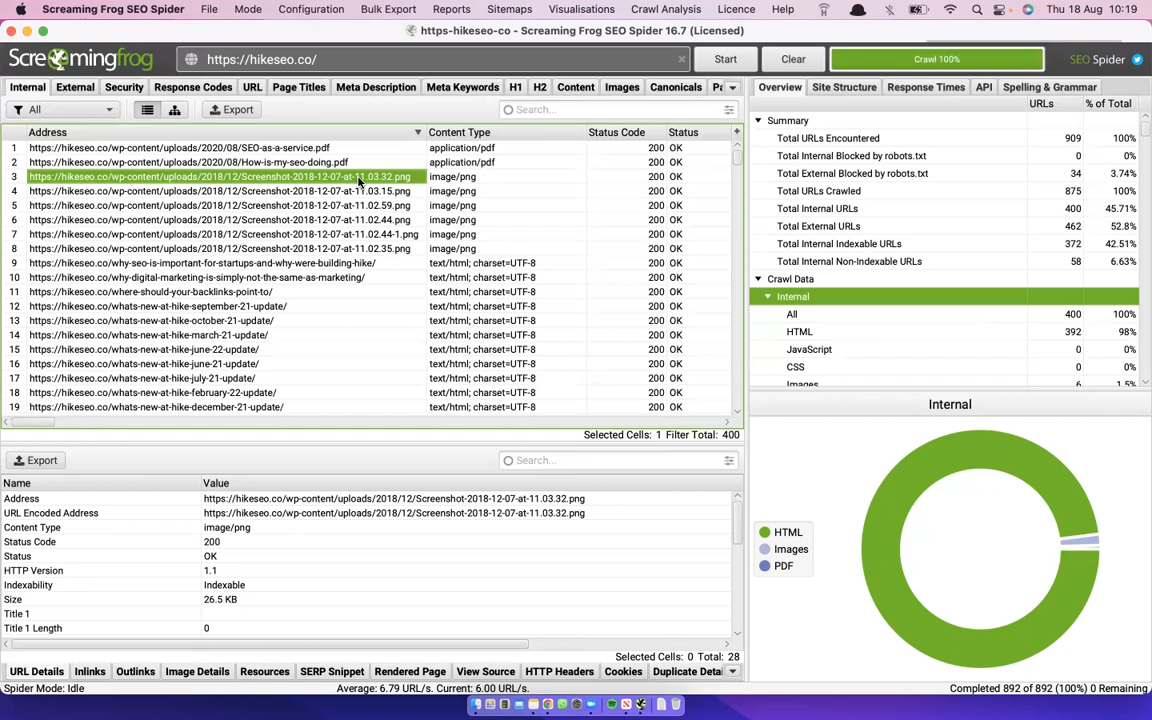 Screaming Frog SEO Spider File Mode Configuration Bulk Export Reports Sitemaps Visualisations Crawl Analysis Licence Help Thu 18 Aug 10:19
https-hikeseo-co - Screaming Frog SEO Spider 16.7 (Licensed)
Screamingfrog https://hikeseo.co/ Start Clear Crawl 100% SEO Spider
Internal External Security Response Codes URL Page Titles Meta Description Meta Keywords H1 H2 Content Images Canonicals Pa
Overview Site Structure Response Times API Spelling & Grammar
All Export Search...
Address Content Type Status Code Status
1 https://hikeseo.co/wp-content/uploads/2020/08/SEO-as-a-service.pdf application/pdf 200 OK
2 https://hikeseo.co/wp-content/uploads/2020/08/How-is-my-seo-doing.pdf application/pdf 200 OK
3 https://hikeseo.co/wp-content/uploads/2018/12/Screenshot-2018-12-07-at-11.03.32.png image/png 200 OK
4 https://hikeseo.co/wp-content/uploads/2018/12/Screenshot-2018-12-07-at-11.03.15.png image/png 200 OK
5 https://hikeseo.co/wp-content/uploads/2018/12/Screenshot-2018-12-07-at-11.02.59.png image/png 200 OK
6 https://hikeseo.co/wp-content/uploads/2018/12/Screenshot-2018-12-07-at-11.02.44.png image/png 200 OK
7 https://hikeseo.co/wp-content/uploads/2018/12/Screenshot-2018-12-07-at-11.02.44-1.png image/png 200 OK
8 https://hikeseo.co/wp-content/uploads/2018/12/Screenshot-2018-12-07-at-11.02.35.png image/png 200 OK
9 https://hikeseo.co/why-seo-is-important-for-startups-and-why-were-building-hike/ text/html; charset=UTF-8 200 OK
10 https://hikeseo.co/why-digital-marketing-is-simply-not-the-same-as-marketing/ text/html; charset=UTF-8 200 OK
11 https://hikeseo.co/where-should-your-backlinks-point-to/ text/html; charset=UTF-8 200 OK
12 https://hikeseo.co/whats-new-at-hike-september-21-update/ text/html; charset=UTF-8 200 OK
13 https://hikeseo.co/whats-new-at-hike-october-21-update/ text/html; charset=UTF-8 200 OK
14 https://hikeseo.co/whats-new-at-hike-march-21-update/ text/html; charset=UTF-8 200 OK
15 https://hikeseo.co/whats-new-at-hike-june-22-update/ text/html; charset=UTF-8 200 OK
16 https://hikeseo.co/whats-new-at-hike-june-21-update/ text/html; charset=UTF-8 200 OK
17 https://hikeseo.co/whats-new-at-hike-july-21-update/ text/html; charset=UTF-8 200 OK
18 https://hikeseo.co/whats-new-at-hike-february-22-update/ text/html; charset=UTF-8 200 OK
19 https://hikeseo.co/whats-new-at-hike-december-21-update/ text/html; charset=UTF-8 200 OK
Selected Cells: 1 Filter Total: 400
Export Search...
Name Value
Address https://hikeseo.co/wp-content/uploads/2018/12/Screenshot-2018-12-07-at-11.03.32.png
URL Encoded Address https://hikeseo.co/wp-content/uploads/2018/12/Screenshot-2018-12-07-at-11.03.32.png
Content Type image/png
Status Code 200
Status OK
HTTP Version 1.1
Indexability Indexable
Size 26.5 KB
Title 1
Title 1 Length 0
Selected Cells: 0 Total: 28
URL Details Inlinks Outlinks Image Details Resources SERP Snippet Rendered Page View Source HTTP Headers Cookies Duplicate Detai
URLs % of Total
Summary
Total URLs Encountered 909 100%
Total Internal Blocked by robots.txt 0 0%
Total External Blocked by robots.txt 34 3.74%
Total URLs Crawled 875 100%
Total Internal URLs 400 45.71%
Total External URLs 462 52.8%
Total Internal Indexable URLs 372 42.51%
Total Internal Non-Indexable URLs 58 6.63%
Crawl Data
Internal
All 400 100%
HTML 392 98%
JavaScript 0 0%
CSS 0 0%
Images 6 1.5%
Internal
HTML
Images
PDF
Spider Mode: Idle Average: 6.79 URL/s. Current: 6.00 URL/s. Completed 892 of 892 (100%) 0 Remaining